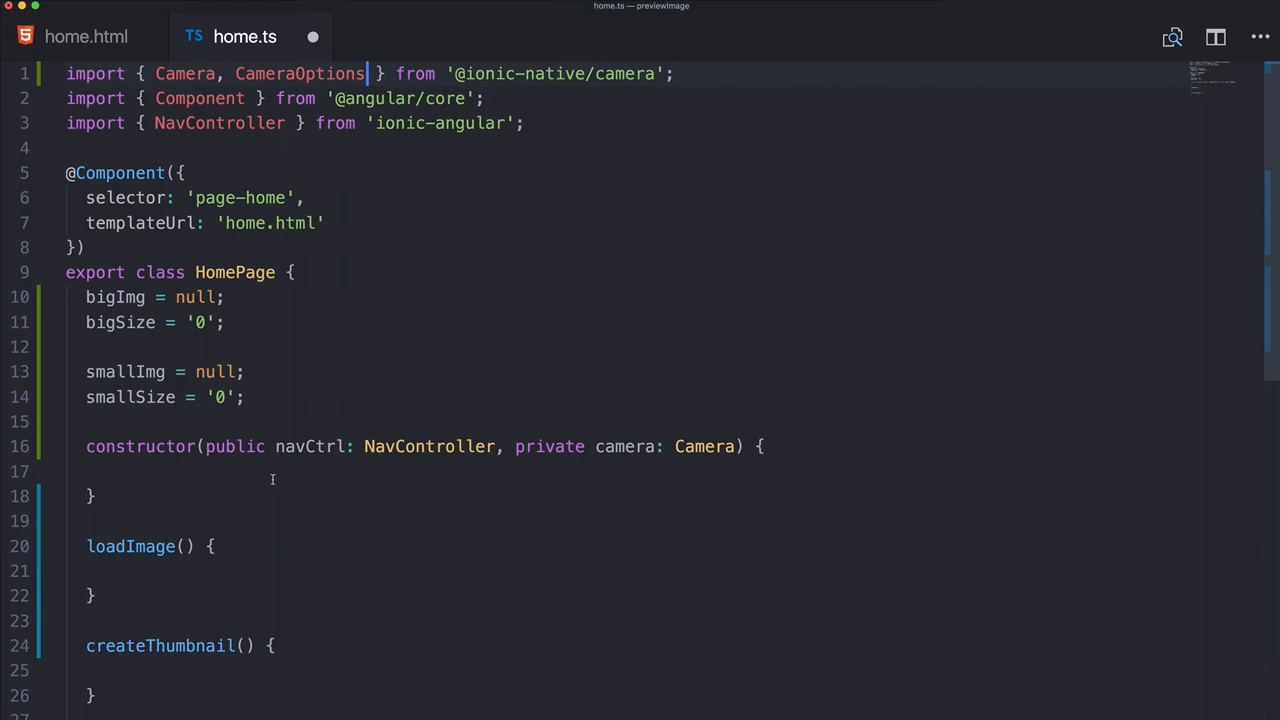 home.ts — previewImage
home.html
TS home.ts
1 import { Camera, CameraOptions } from '@ionic-native/camera';
2 import { Component } from '@angular/core';
3 import { NavController } from 'ionic-angular';
4
5 @Component({
6   selector: 'page-home',
7   templateUrl: 'home.html'
8 })
9 export class HomePage {
10   bigImg = null;
11   bigSize = '0';
12
13   smallImg = null;
14   smallSize = '0';
15
16   constructor(public navCtrl: NavController, private camera: Camera) {
17
18   }
19
20   loadImage() {
21
22   }
23
24   createThumbnail() {
25
26   }
27